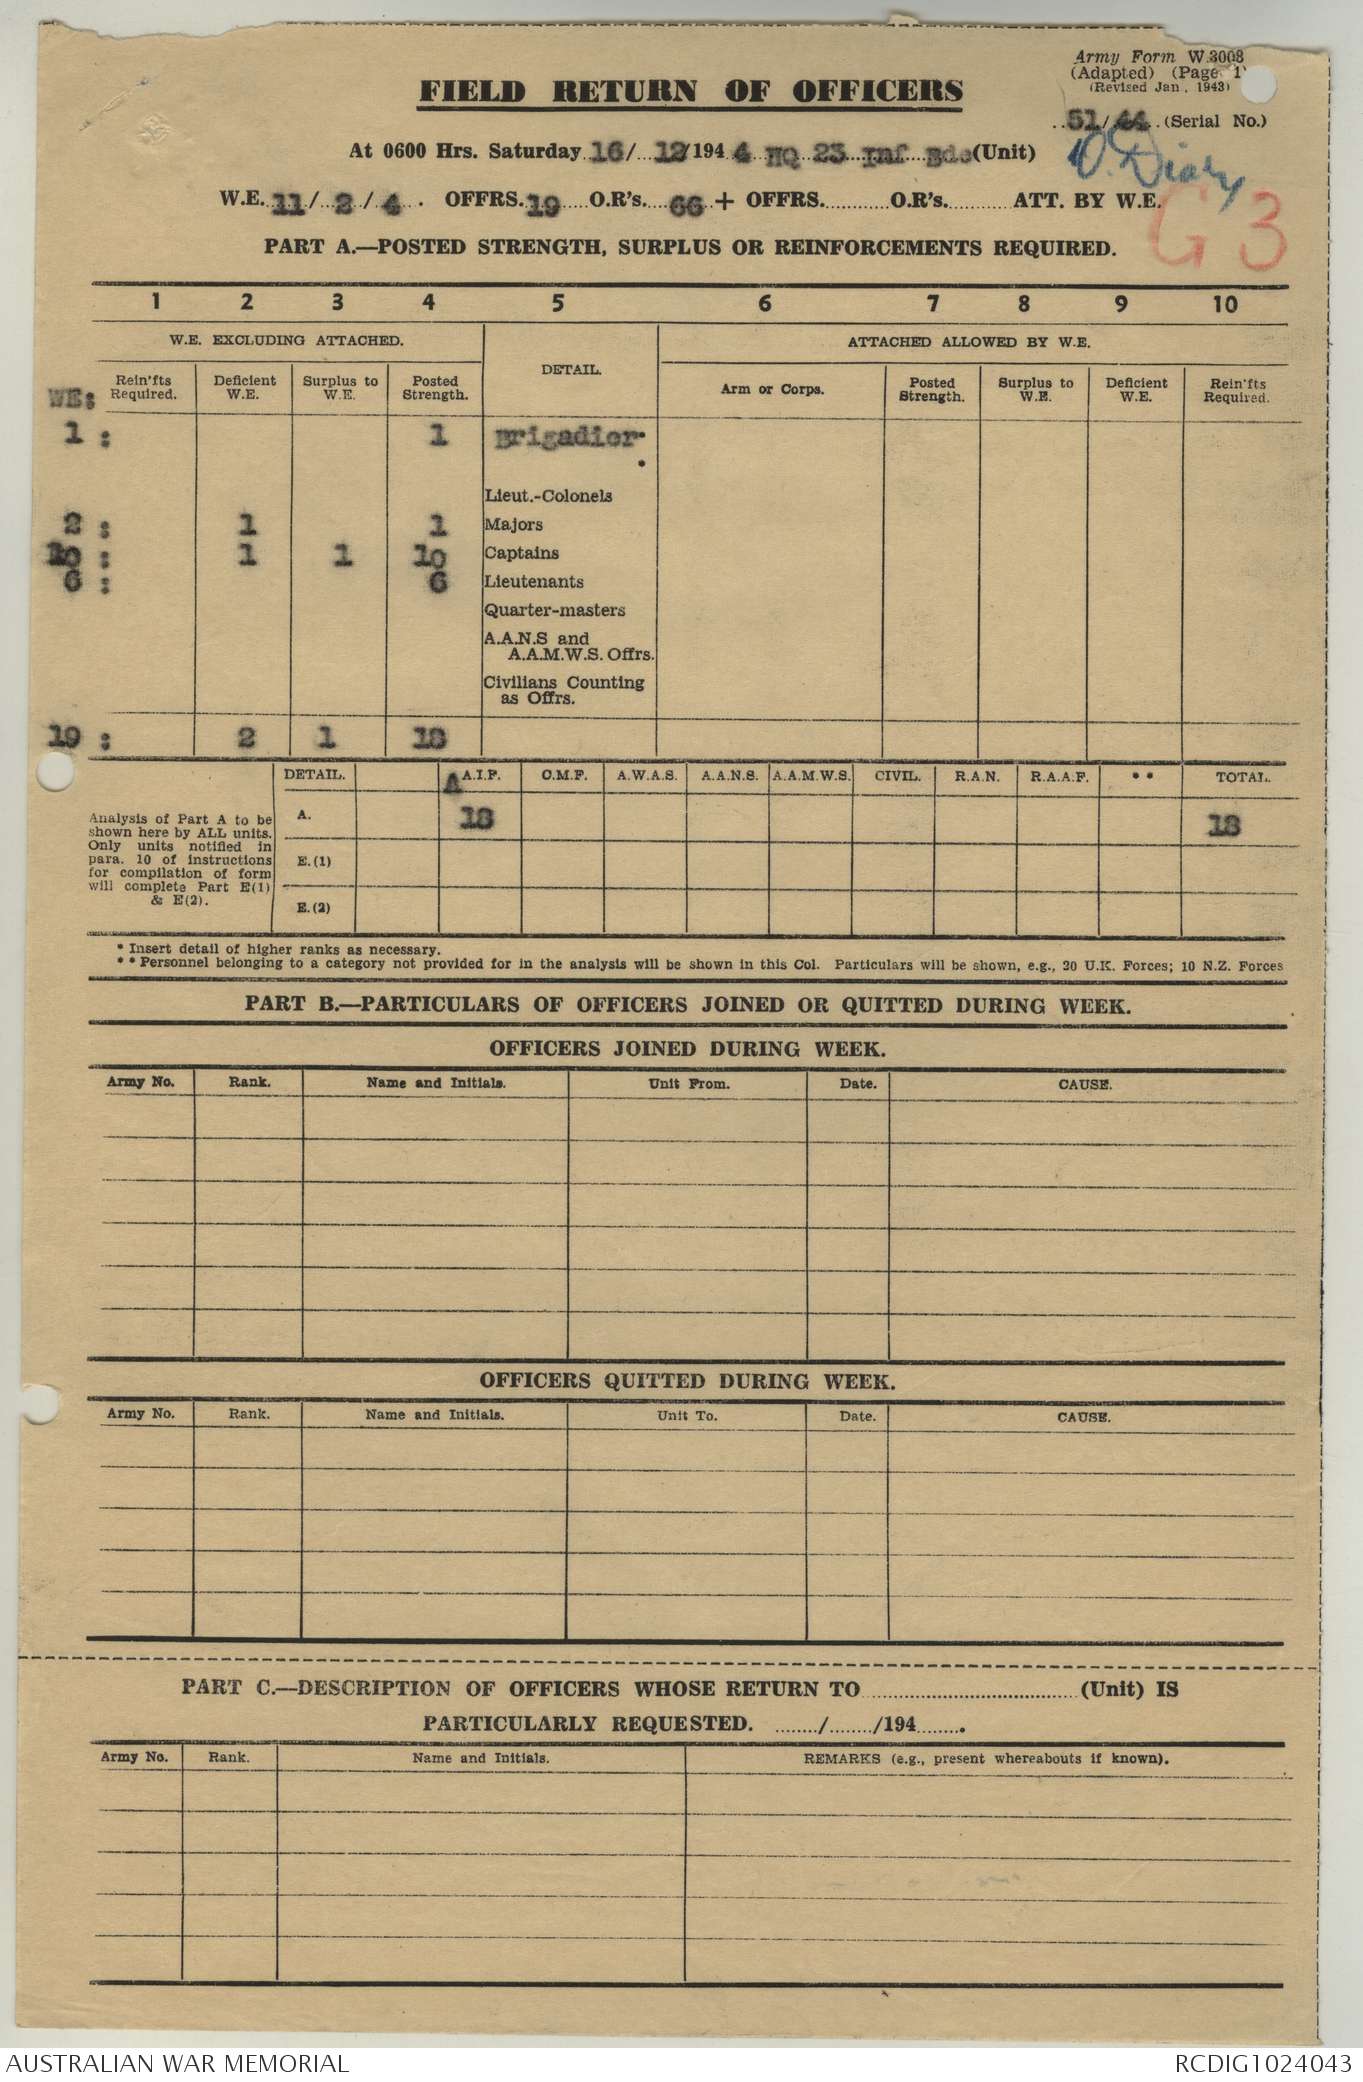 Army Form W.3008
(Adapted) (Page 1)
(Revised Jan., 1943)
FIELD RETURN OF OFFICERS
51/44 (Serial No.)
At 0600 Hrs. Saturday 16/ 12/194 4 HQ 23 Inf Bde (Unit)
W. Diary
W.E. 11/ 2 / 4 . OFFRS. 19 O.R's. 66 + OFFRS............ O.R's........... ATT. BY W.E.
G 3
PART A.—POSTED STRENGTH, SURPLUS OR REINFORCEMENTS REQUIRED.
1 2 3 4 5 6 7 8 9 10
W.E. EXCLUDING ATTACHED. DETAIL. ATTACHED ALLOWED BY W.E.
WE: Rein'fts Required. Deficient W.E. Surplus to W.E. Posted Strength. Arm or Corps. Posted Strength. Surplus to W.E. Deficient W.E. Rein'fts Required.
1 : 1 Brigadier*
*
Lieut.-Colonels
2 : 1 1 Majors
10 : 1 1 10 Captains
6 : 6 Lieutenants
Quarter-masters
A.A.N.S and
A.A.M.W.S. Offrs.
Civilians Counting
as Offrs.
19 : 2 1 18
DETAIL. A A.I.F. C.M.F. A.W.A.S. A.A.N.S. A.A.M.W.S. CIVIL. R.A.N. R.A.A.F. ** TOTAL.
A. 18 18
Analysis of Part A to be
shown here by ALL units.
Only units notified in
para. 10 of instructions
for compilation of form
will complete Part E(1)
& E(2).
E.(1)
E.(2)
* Insert detail of higher ranks as necessary.
** Personnel belonging to a category not provided for in the analysis will be shown in this Col. Particulars will be shown, e.g., 20 U.K. Forces; 10 N.Z. Forces
PART B.—PARTICULARS OF OFFICERS JOINED OR QUITTED DURING WEEK.
OFFICERS JOINED DURING WEEK.
Army No. Rank. Name and Initials. Unit From. Date. CAUSE.
OFFICERS QUITTED DURING WEEK.
Army No. Rank. Name and Initials. Unit To. Date. CAUSE.
PART C.—DESCRIPTION OF OFFICERS WHOSE RETURN TO.....................................(Unit) IS
PARTICULARLY REQUESTED. ......../......../194........
Army No. Rank. Name and Initials. REMARKS (e.g., present whereabouts if known).
AUSTRALIAN WAR MEMORIAL
RCDIG1024043